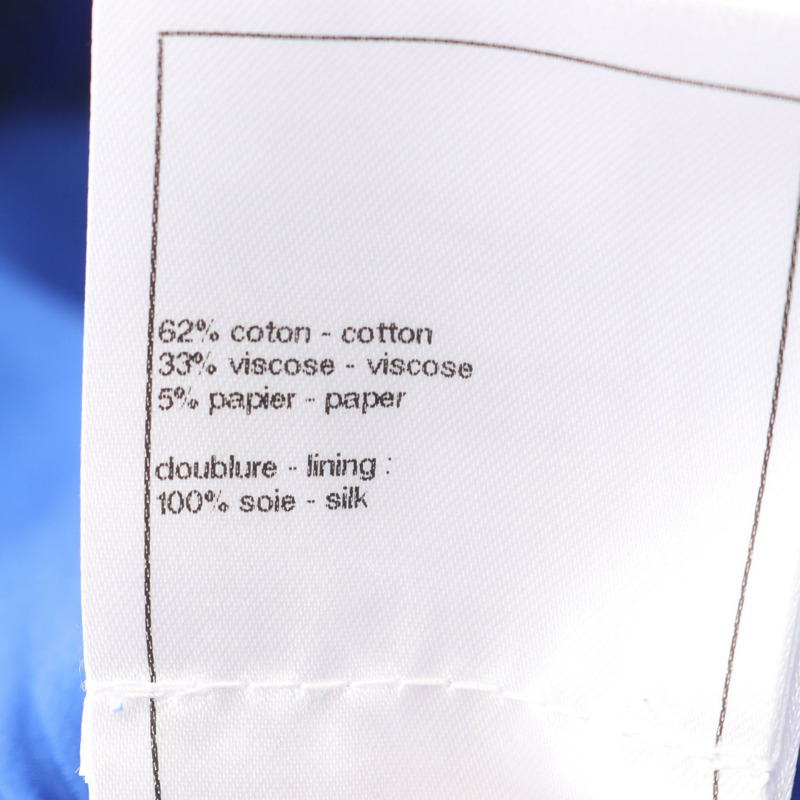 62% coton - cotton
33% viscose - viscose
5% papier - paper
doublure - lining :
100% soie - silk